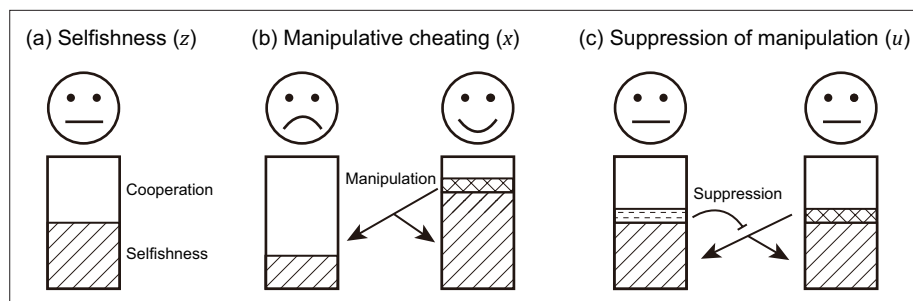 (a) Selfishness (z)
(b) Manipulative cheating (x)
(c) Suppression of manipulation (u)
Cooperation
Selfishness
Manipulation
Suppression